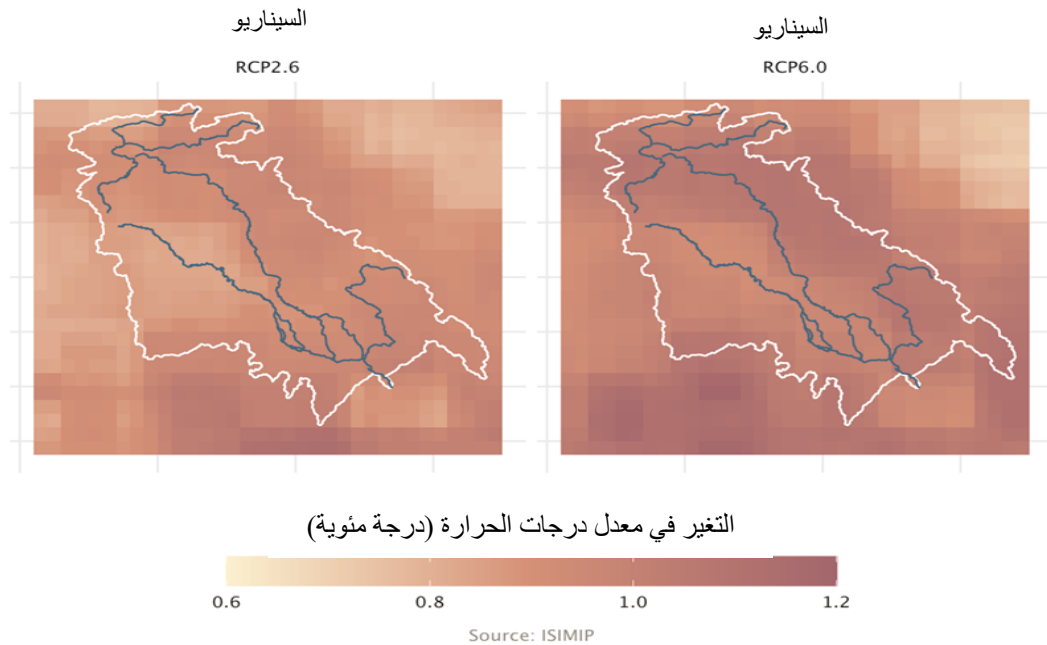 السيناريو
السيناريو
RCP2.6
RCP6.0
التغير في معدل درجات الحرارة (درجة مئوية)
0.6 0.8 1.0 1.2
Source: ISIMIP